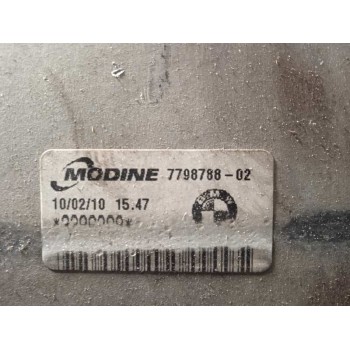 MODINE 7798788-02
10/02/10 15.47
BMW
*0000000*